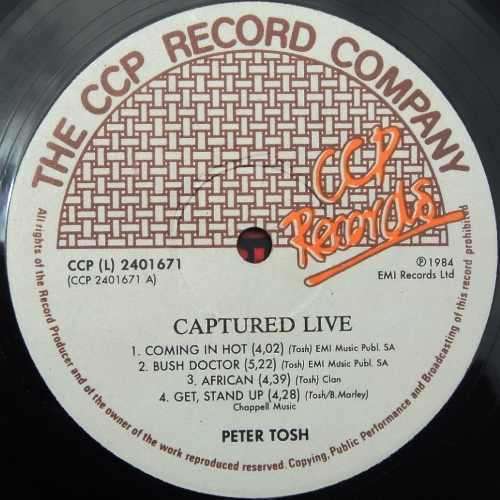 THE CCP RECORD COMPANY
CCP
Records
CCP (L) 2401671
(CCP 2401671 A)
℗ 1984
EMI Records Ltd
CAPTURED LIVE
1. COMING IN HOT (4,02) (Tosh) EMI Music Publ. SA
2. BUSH DOCTOR (5,22) (Tosh) EMI Music Publ. SA
3. AFRICAN (4,39) (Tosh) Clan
4. GET, STAND UP (4,28) (Tosh/B.Marley)
Chappell Music
PETER TOSH
All rights of the Record Producer and of the owner of the work reproduced reserved. Copying, Public Performance and Broadcasting of this record prohibited